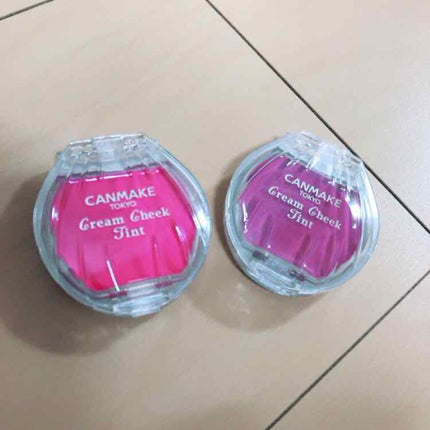 CANMAKE
TOKYO
Cream Cheek
Tint
CANMAKE
TOKYO
Cream Cheek
Tint